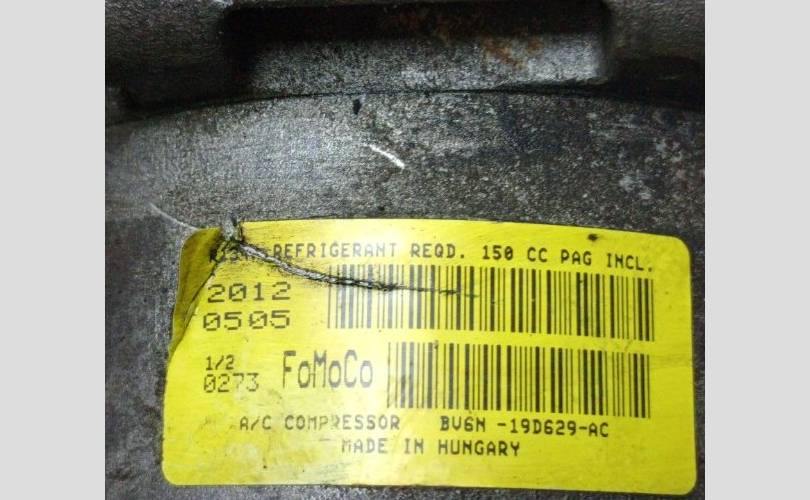 REFRIGERANT REQD. 150 CC PAG INCL.
2012
0505
1/2
0273 FoMoCo
A/C COMPRESSOR BV6N -19D629-AC
MADE IN HUNGARY